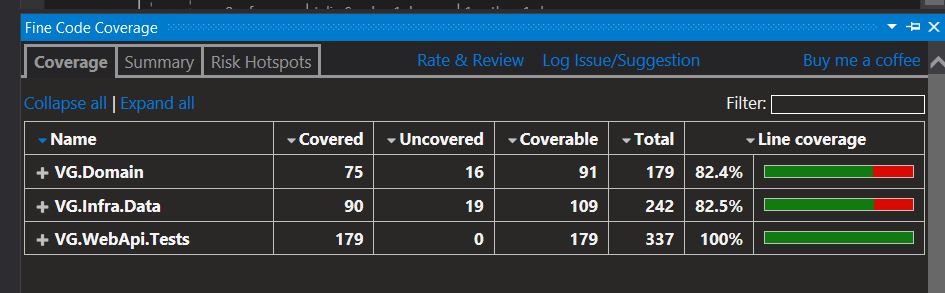 Fine Code Coverage
Coverage Summary Risk Hotspots Rate & Review Log Issue/Suggestion Buy me a coffee
Collapse all | Expand all Filter:
Name Covered Uncovered Coverable Total Line coverage
VG.Domain 75 16 91 179 82.4%
VG.Infra.Data 90 19 109 242 82.5%
VG.WebApi.Tests 179 0 179 337 100%